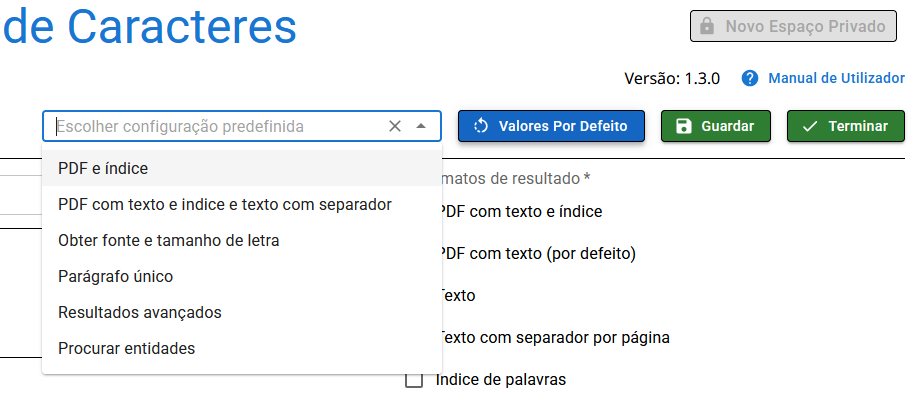 de Caracteres
Novo Espaço Privado
Versão: 1.3.0
Manual de Utilizador
Escolher configuração predefinida
Valores Por Defeito
Guardar
Terminar
PDF e índice
PDF com texto e indice e texto com separador
Obter fonte e tamanho de letra
Parágrafo único
Resultados avançados
Procurar entidades
matos de resultado *
PDF com texto e índice
PDF com texto (por defeito)
Texto
Texto com separador por página
Índice de palavras